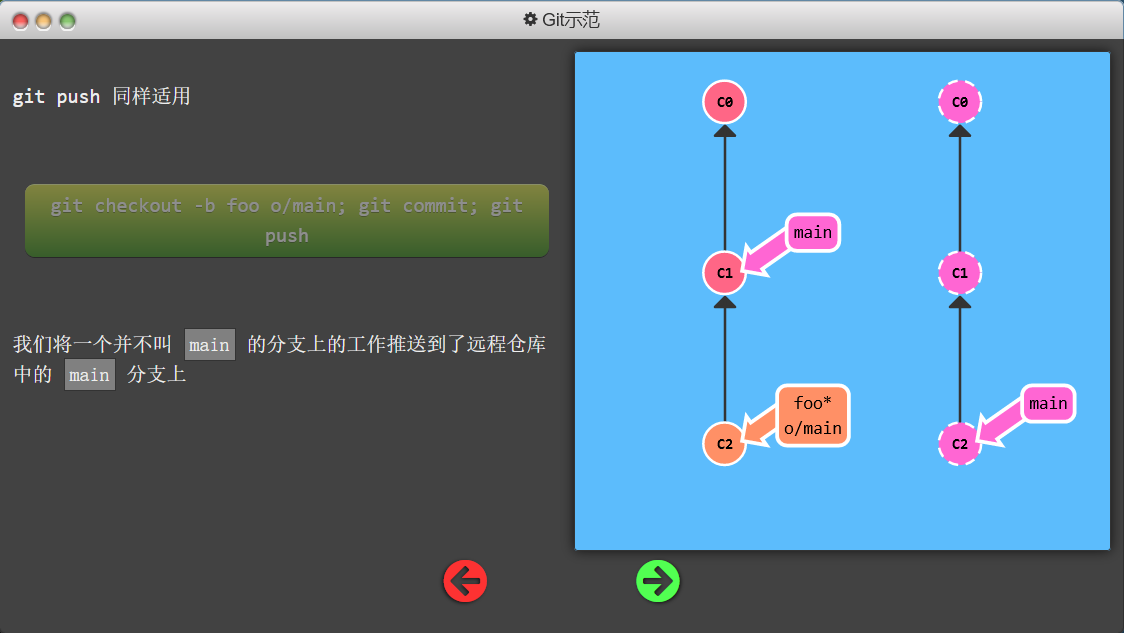 Git示范
git push 同样适用
git checkout -b foo o/main; git commit; git
push
我们将一个并不叫 main 的分支上的工作推送到了远程仓库
中的 main 分支上
C0
C0
main
C1
C1
foo*
o/main
main
C2
C2